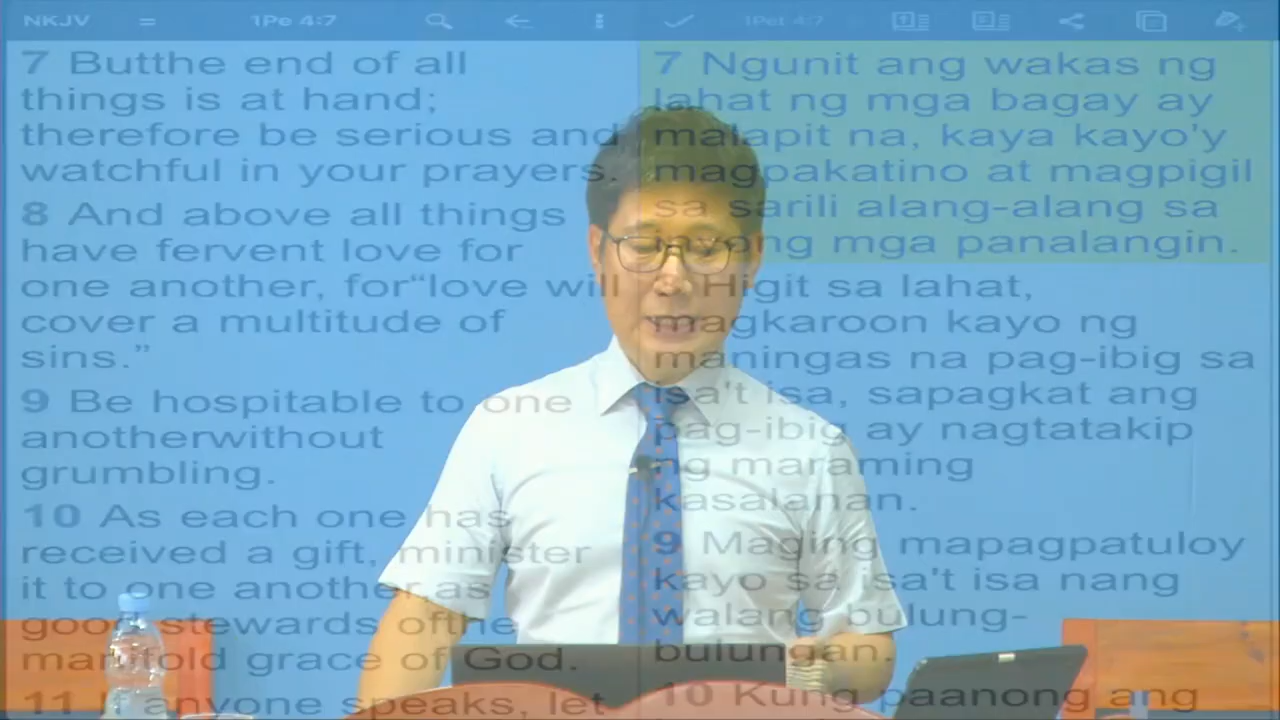 NKJV
1Pe 4:7
1Pet 4:7
7 Butthe end of all
things is at hand;
therefore be serious and
watchful in your prayers.
8 And above all things
have fervent love for
one another, for“love will
cover a multitude of
sins.”
9 Be hospitable to one
anotherwithout
grumbling.
10 As each one has
received a gift, minister
it to one another as
good stewards ofthe
manifold grace of God.
11 If anyone speaks, let
7 Ngunit ang wakas ng
lahat ng mga bagay ay
malapit na, kaya kayo'y
magpakatino at magpigil
sa sarili alang-alang sa
mga panalangin.
Higit sa lahat,
magkaroon kayo ng
maningas na pag-ibig sa
isa't isa, sapagkat ang
pag-ibig ay nagtatakip
ng maraming
kasalanan.
9 Maging mapagpatuloy
kayo sa isa't isa nang
walang bulung-
bulungan.
10 Kung paanong ang